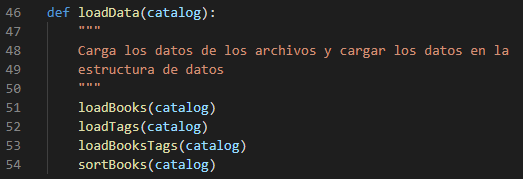 46 def loadData(catalog):
47     """
48     Carga los datos de los archivos y cargar los datos en la
49     estructura de datos
50     """
51     loadBooks(catalog)
52     loadTags(catalog)
53     loadBooksTags(catalog)
54     sortBooks(catalog)